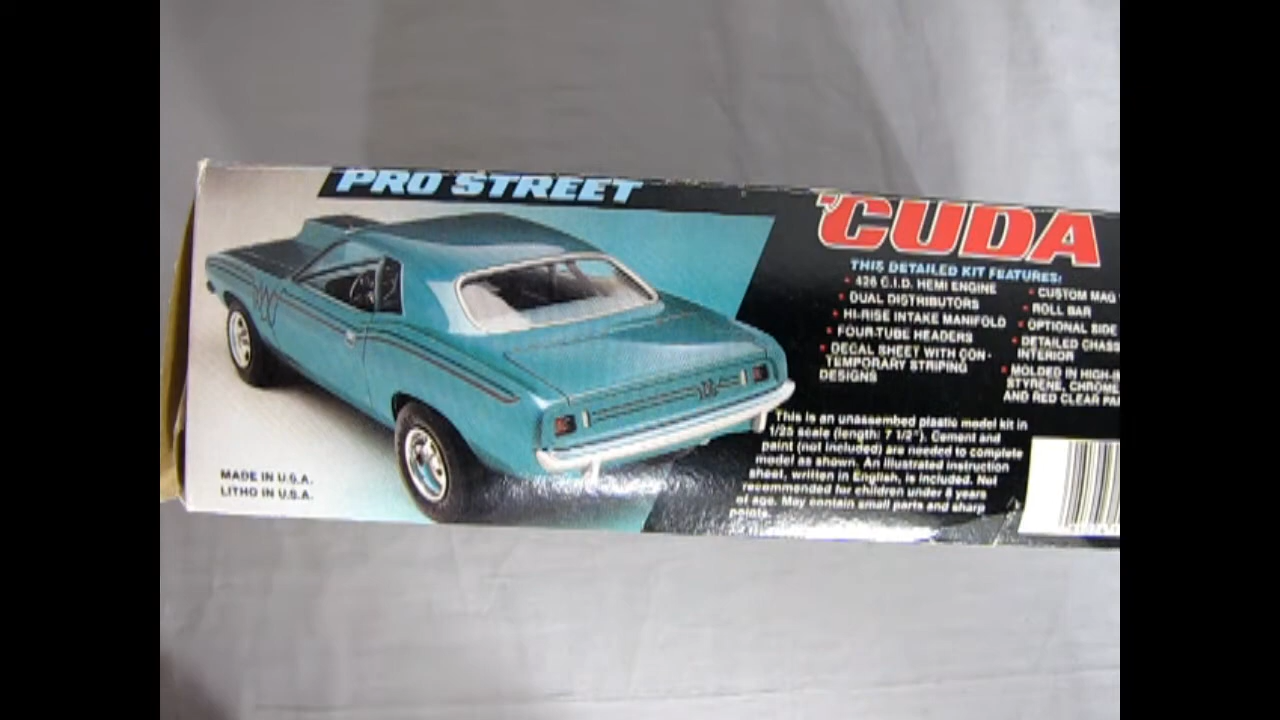 PRO STREET
'CUDA
THIS DETAILED KIT FEATURES:
• 426 C.I.D. HEMI ENGINE
• DUAL DISTRIBUTORS
• HI-RISE INTAKE MANIFOLD
• FOUR-TUBE HEADERS
• DECAL SHEET WITH CON-
TEMPORARY STRIPING
DESIGNS
• CUSTOM MAG
• ROLL BAR
• OPTIONAL SIDE
• DETAILED CHASS
INTERIOR
• MOLDED IN HIGH-I
STYRENE, CHROME
AND RED CLEAR PA
This is an unassembed plastic model kit in
1/25 scale (length: 7 1/2"). Cement and
paint (not included) are needed to complete
model as shown. An illustrated instruction
sheet, written in English, is included. Not
recommended for children under 8 years
of age. May contain small parts and sharp
points.
MADE IN U.S.A.
LITHO IN U.S.A.